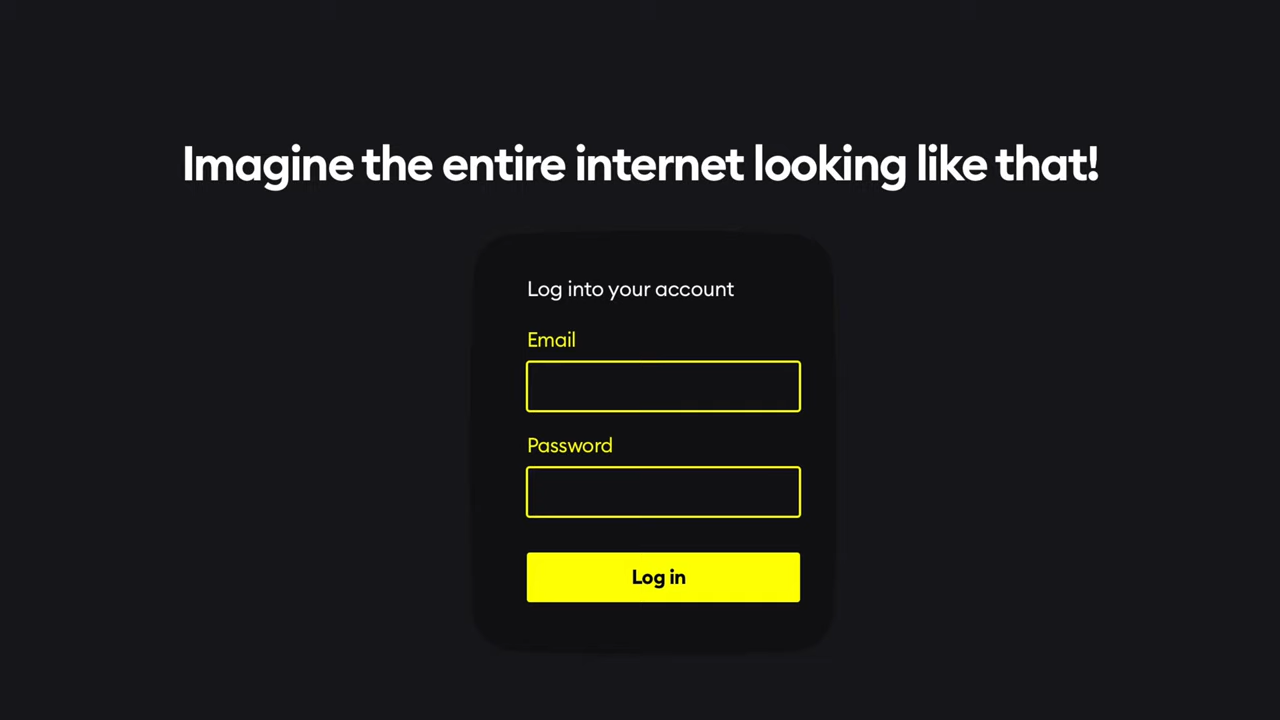 Imagine the entire internet looking like that!
Log into your account
Email
Password
Log in